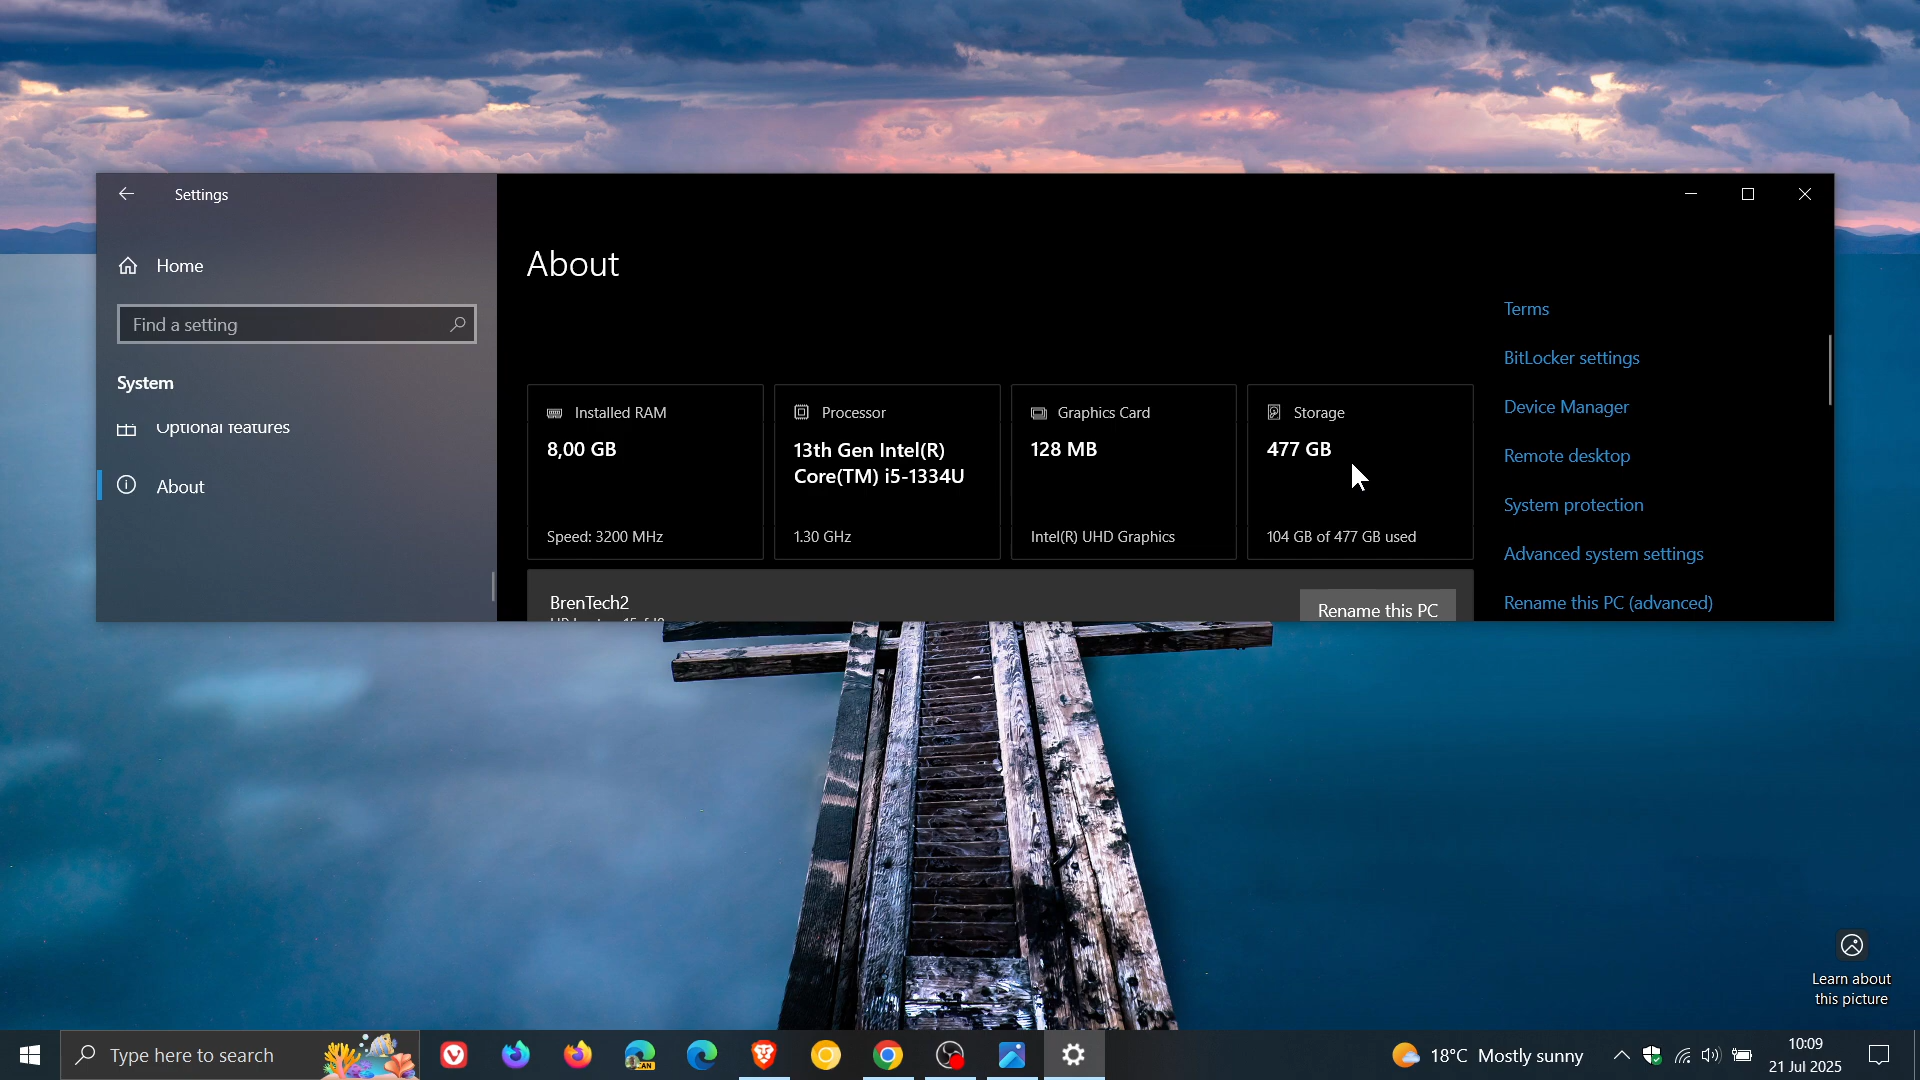 Settings
Home
Find a setting
System
Optional features
About
About
Installed RAM
8,00 GB
Speed: 3200 MHz
Processor
13th Gen Intel(R)
Core(TM) i5-1334U
1.30 GHz
Graphics Card
128 MB
Intel(R) UHD Graphics
Storage
477 GB
104 GB of 477 GB used
BrenTech2
Rename this PC
Terms
BitLocker settings
Device Manager
Remote desktop
System protection
Advanced system settings
Rename this PC (advanced)
Learn about
this picture
Type here to search
CAN
18°C Mostly sunny
10:09
21 Jul 2025